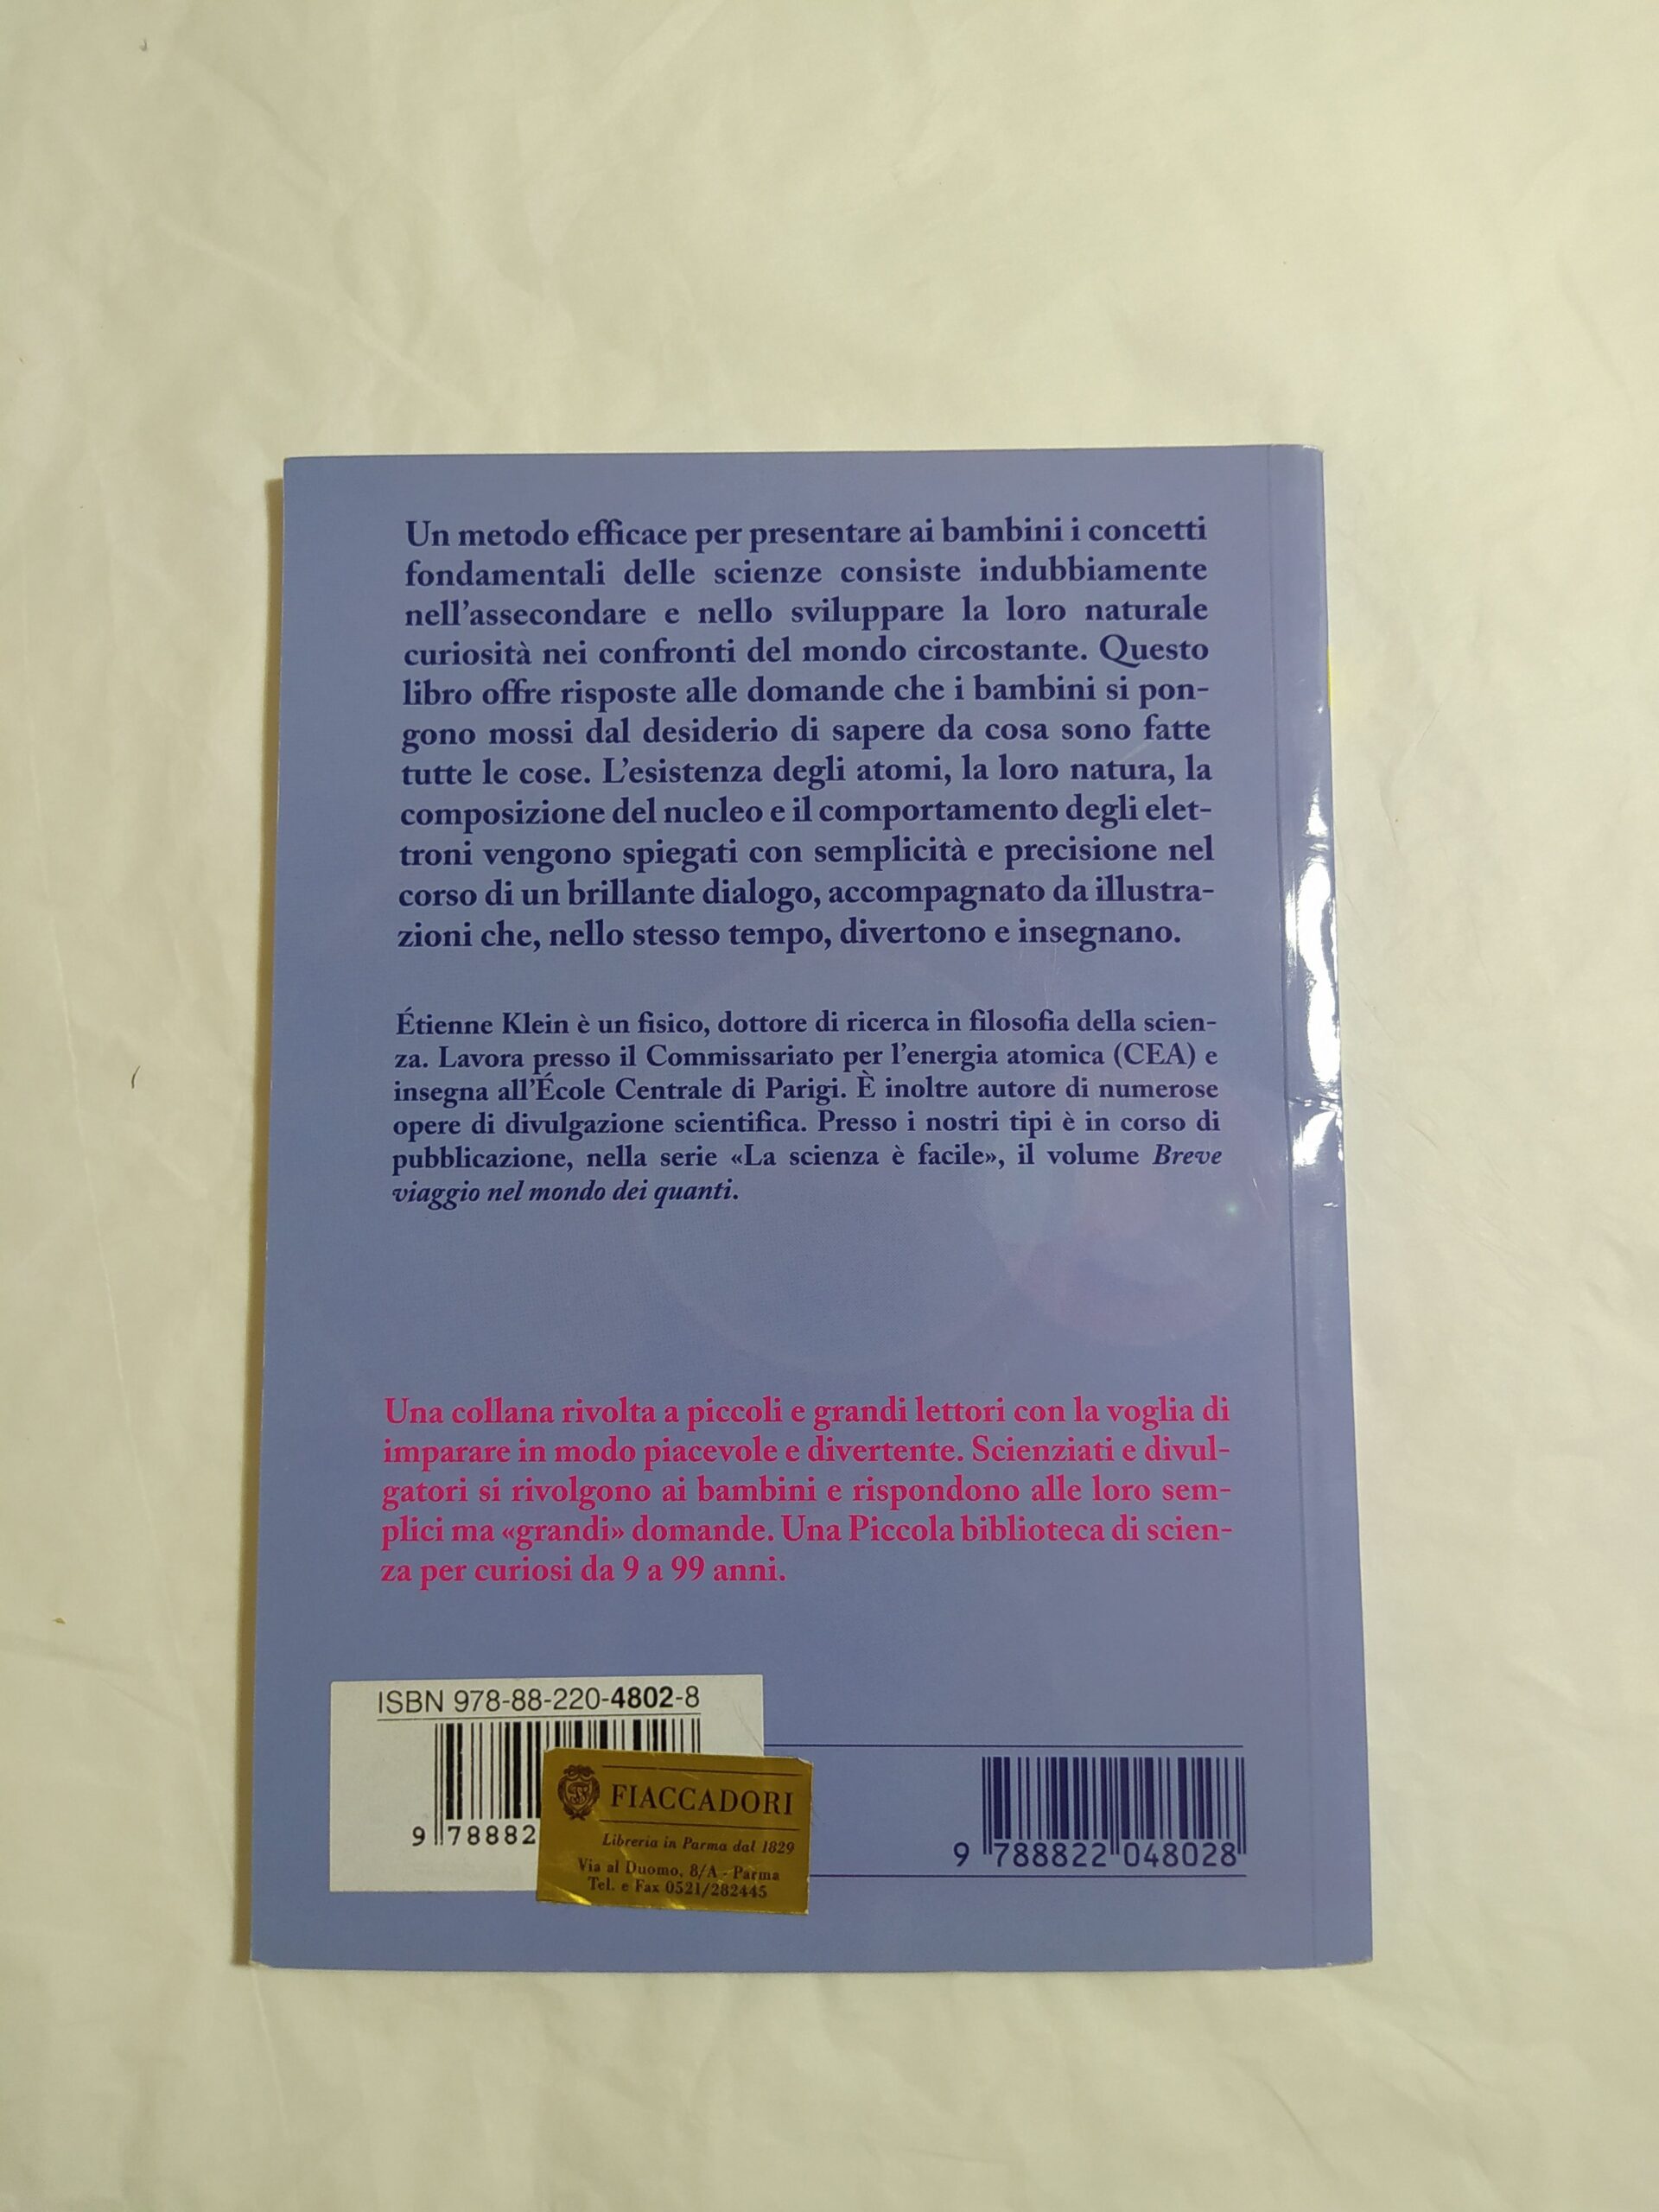 Un metodo efficace per presentare ai bambini i concetti
fondamentali delle scienze consiste indubbiamente
nell'assecondare e nello sviluppare la loro naturale
curiosità nei confronti del mondo circostante. Questo
libro offre risposte alle domande che i bambini si pon-
gono mossi dal desiderio di sapere da cosa sono fatte
tutte le cose. L'esistenza degli atomi, la loro natura, la
composizione del nucleo e il comportamento degli elet-
troni vengono spiegati con semplicità e precisione nel
corso di un brillante dialogo, accompagnato da illustra-
zioni che, nello stesso tempo, divertono e insegnano.
Étienne Klein è un fisico, dottore di ricerca in filosofia della scien-
za. Lavora presso il Commissariato per l'energia atomica (CEA) e
insegna all'École Centrale di Parigi. È inoltre autore di numerose
opere di divulgazione scientifica. Presso i nostri tipi è in corso di
pubblicazione, nella serie «La scienza è facile», il volume Breve
viaggio nel mondo dei quanti.
Una collana rivolta a piccoli e grandi lettori con la voglia di
imparare in modo piacevole e divertente. Scienziati e divul-
gatori si rivolgono ai bambini e rispondono alle loro sem-
plici ma «grandi» domande. Una Piccola biblioteca di scien-
za per curiosi da 9 a 99 anni.
ISBN 978-88-220-4802-8
9 78882
FIACCADORI
Libreria in Parma dal 1829
Via al Duomo, 8/A - Parma
Tel. e Fax 0521/282445
9 788822 048028